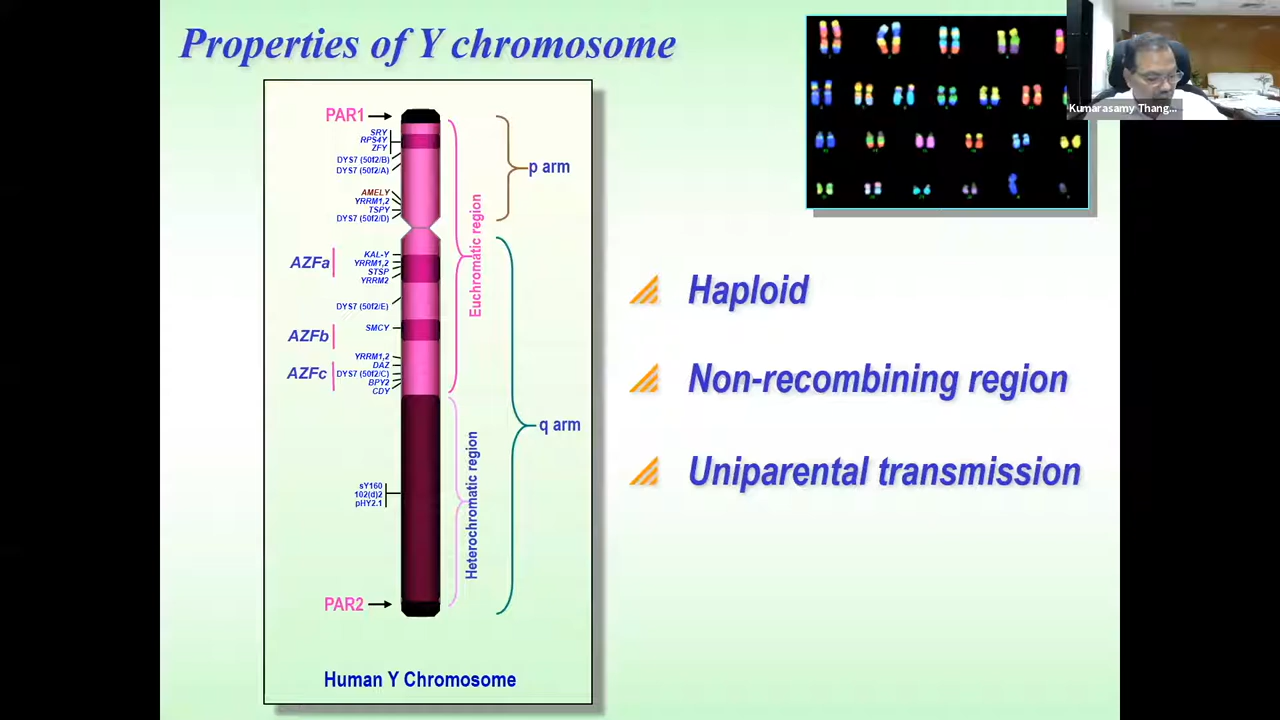 Properties of Y chromosome
Kumarasamy Thang...
PAR1
SRY
RPS4Y
ZFY
DYS7 (50f2/B)
DYS7 (50f2/A)
AMELY
YRRM1,2
TSPY
DYS7 (50f2/D)
p arm
Euchromatic region
AZFa
KAL-Y
YRRM1,2
STSP
YRRM2
DYS7 (50f2/E)
AZFb
SMCY
AZFc
YRRM1,2
DAZ
DYS7 (50f2/C)
BPY2
CDY
q arm
Heterochromatic region
sY160
102(d)2
pHY2.1
PAR2
Human Y Chromosome
Haploid
Non-recombining region
Uniparental transmission